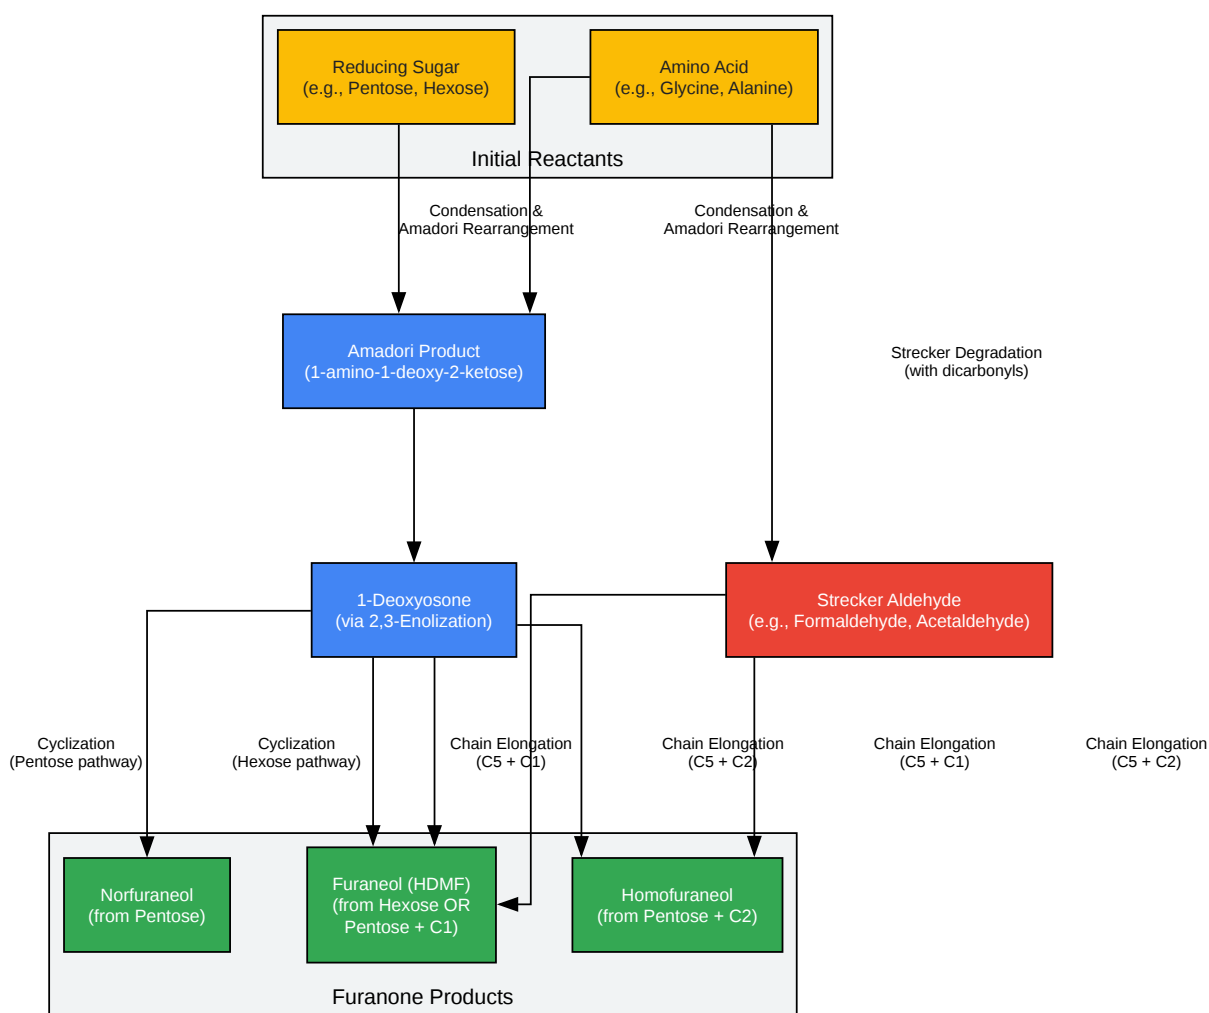 Reducing Sugar
(e.g., Pentose, Hexose)
Amino Acid
(e.g., Glycine, Alanine)
Initial Reactants
Condensation &
Amadori Rearrangement
Condensation &
Amadori Rearrangement
Amadori Product
(1-amino-1-deoxy-2-ketose)
Strecker Degradation
(with dicarbonyls)
1-Deoxyosone
(via 2,3-Enolization)
Strecker Aldehyde
(e.g., Formaldehyde, Acetaldehyde)
Cyclization
(Pentose pathway)
Cyclization
(Hexose pathway)
Chain Elongation
(C5 + C1)
Chain Elongation
(C5 + C2)
Chain Elongation
(C5 + C1)
Chain Elongation
(C5 + C2)
Norfuraneol
(from Pentose)
Furaneol (HDMF)
(from Hexose OR
Pentose + C1)
Homofuraneol
(from Pentose + C2)
Furanone Products